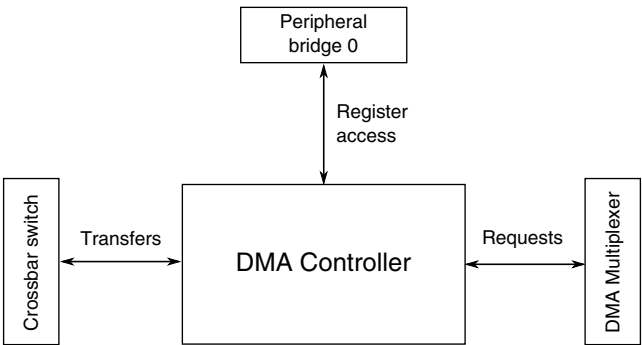 Peripheral
bridge 0
Register
access
Crossbar switch
Transfers
DMA Controller
Requests
DMA Multiplexer